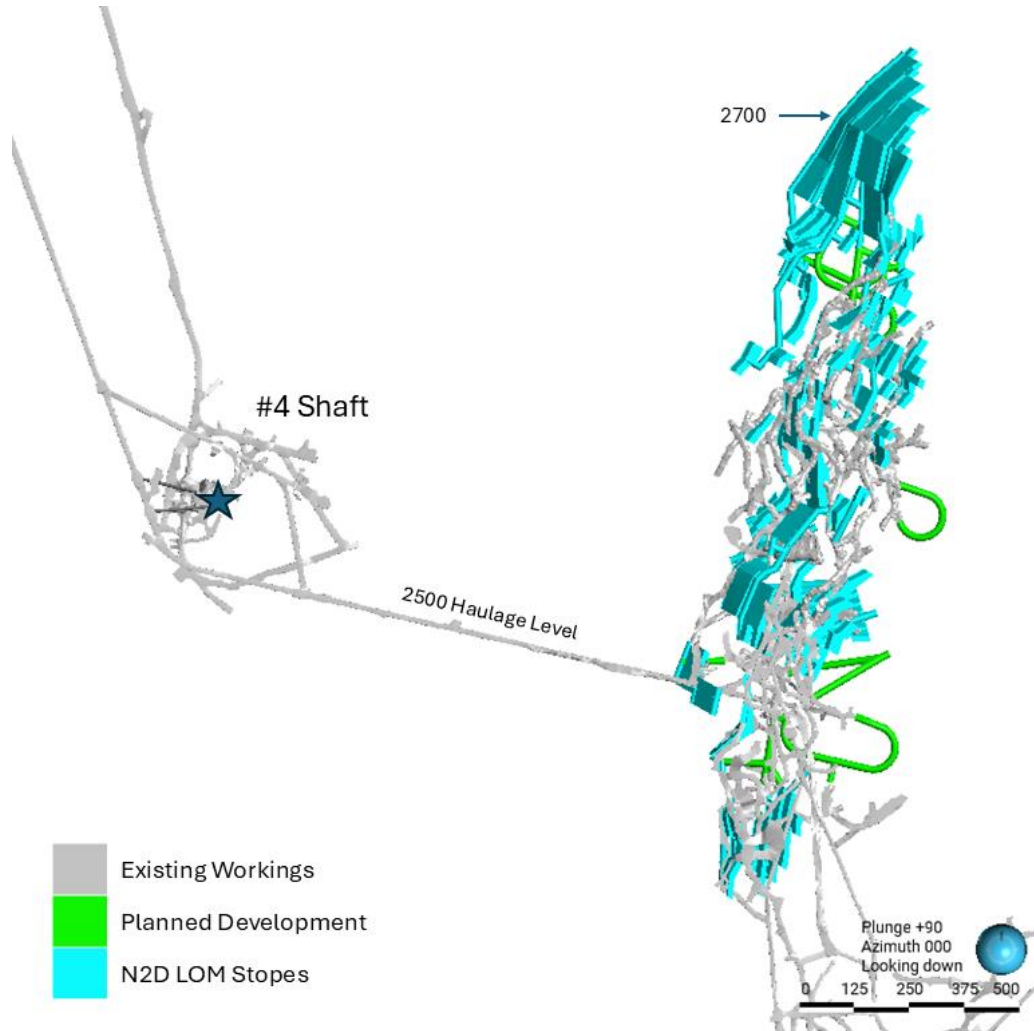 2700
#4 Shaft
2500 Haulage Level
Existing Workings
Planned Development
N2D LOM Stopes
Plunge +90
Azimuth 000
Looking down
0 125 250 375 500